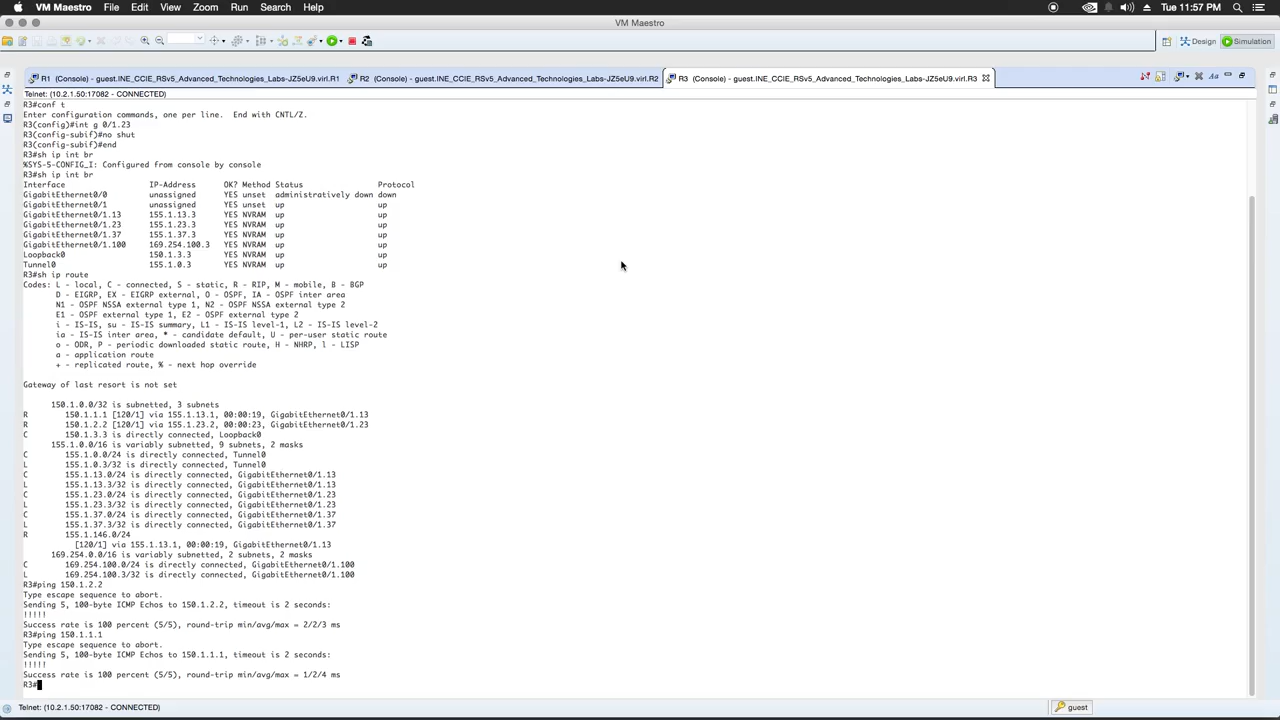 VM Maestro File Edit View Zoom Run Search Help Tue 11:57 PM
VM Maestro
Design Simulation
R1 (Console) - guest.INE_CCIE_RSv5_Advanced_Technologies_Labs-JZ5eU9.virl.R1 R2 (Console) - guest.INE_CCIE_RSv5_Advanced_Technologies_Labs-JZ5eU9.virl.R2 R3 (Console) - guest.INE_CCIE_RSv5_Advanced_Technologies_Labs-JZ5eU9.virl.R3
Telnet: (10.2.1.50:17082 - CONNECTED)
R3#conf t
Enter configuration commands, one per line. End with CNTL/Z.
R3(config)#int g 0/1.23
R3(config-subif)#no shut
R3(config-subif)#end
R3#sh ip int br
%SYS-5-CONFIG_I: Configured from console by console
R3#sh ip int br
Interface IP-Address OK? Method Status Protocol
GigabitEthernet0/0 unassigned YES unset administratively down down
GigabitEthernet0/1 unassigned YES unset up up
GigabitEthernet0/1.13 155.1.13.3 YES NVRAM up up
GigabitEthernet0/1.23 155.1.23.3 YES NVRAM up up
GigabitEthernet0/1.37 155.1.37.3 YES NVRAM up up
GigabitEthernet0/1.100 169.254.100.3 YES NVRAM up up
Loopback0 150.1.3.3 YES NVRAM up up
Tunnel0 155.1.0.3 YES NVRAM up up
R3#sh ip route
Codes: L - local, C - connected, S - static, R - RIP, M - mobile, B - BGP
D - EIGRP, EX - EIGRP external, O - OSPF, IA - OSPF inter area
N1 - OSPF NSSA external type 1, N2 - OSPF NSSA external type 2
E1 - OSPF external type 1, E2 - OSPF external type 2
i - IS-IS, su - IS-IS summary, L1 - IS-IS level-1, L2 - IS-IS level-2
ia - IS-IS inter area, * - candidate default, U - per-user static route
o - ODR, P - periodic downloaded static route, H - NHRP, l - LISP
a - application route
+ - replicated route, % - next hop override
Gateway of last resort is not set
150.1.0.0/32 is subnetted, 3 subnets
R 150.1.1.1 [120/1] via 155.1.13.1, 00:00:19, GigabitEthernet0/1.13
R 150.1.2.2 [120/1] via 155.1.23.2, 00:00:23, GigabitEthernet0/1.23
C 150.1.3.3 is directly connected, Loopback0
155.1.0.0/16 is variably subnetted, 9 subnets, 2 masks
C 155.1.0.0/24 is directly connected, Tunnel0
L 155.1.0.3/32 is directly connected, Tunnel0
C 155.1.13.0/24 is directly connected, GigabitEthernet0/1.13
L 155.1.13.3/32 is directly connected, GigabitEthernet0/1.13
C 155.1.23.0/24 is directly connected, GigabitEthernet0/1.23
L 155.1.23.3/32 is directly connected, GigabitEthernet0/1.23
C 155.1.37.0/24 is directly connected, GigabitEthernet0/1.37
L 155.1.37.3/32 is directly connected, GigabitEthernet0/1.37
R 155.1.146.0/24
[120/1] via 155.1.13.1, 00:00:19, GigabitEthernet0/1.13
169.254.0.0/16 is variably subnetted, 2 subnets, 2 masks
C 169.254.100.0/24 is directly connected, GigabitEthernet0/1.100
L 169.254.100.3/32 is directly connected, GigabitEthernet0/1.100
R3#ping 150.1.2.2
Type escape sequence to abort.
Sending 5, 100-byte ICMP Echos to 150.1.2.2, timeout is 2 seconds:
!!!!!
Success rate is 100 percent (5/5), round-trip min/avg/max = 2/2/3 ms
R3#ping 150.1.1.1
Type escape sequence to abort.
Sending 5, 100-byte ICMP Echos to 150.1.1.1, timeout is 2 seconds:
!!!!!
Success rate is 100 percent (5/5), round-trip min/avg/max = 1/2/4 ms
R3#
Telnet: (10.2.1.50:17082 - CONNECTED) guest